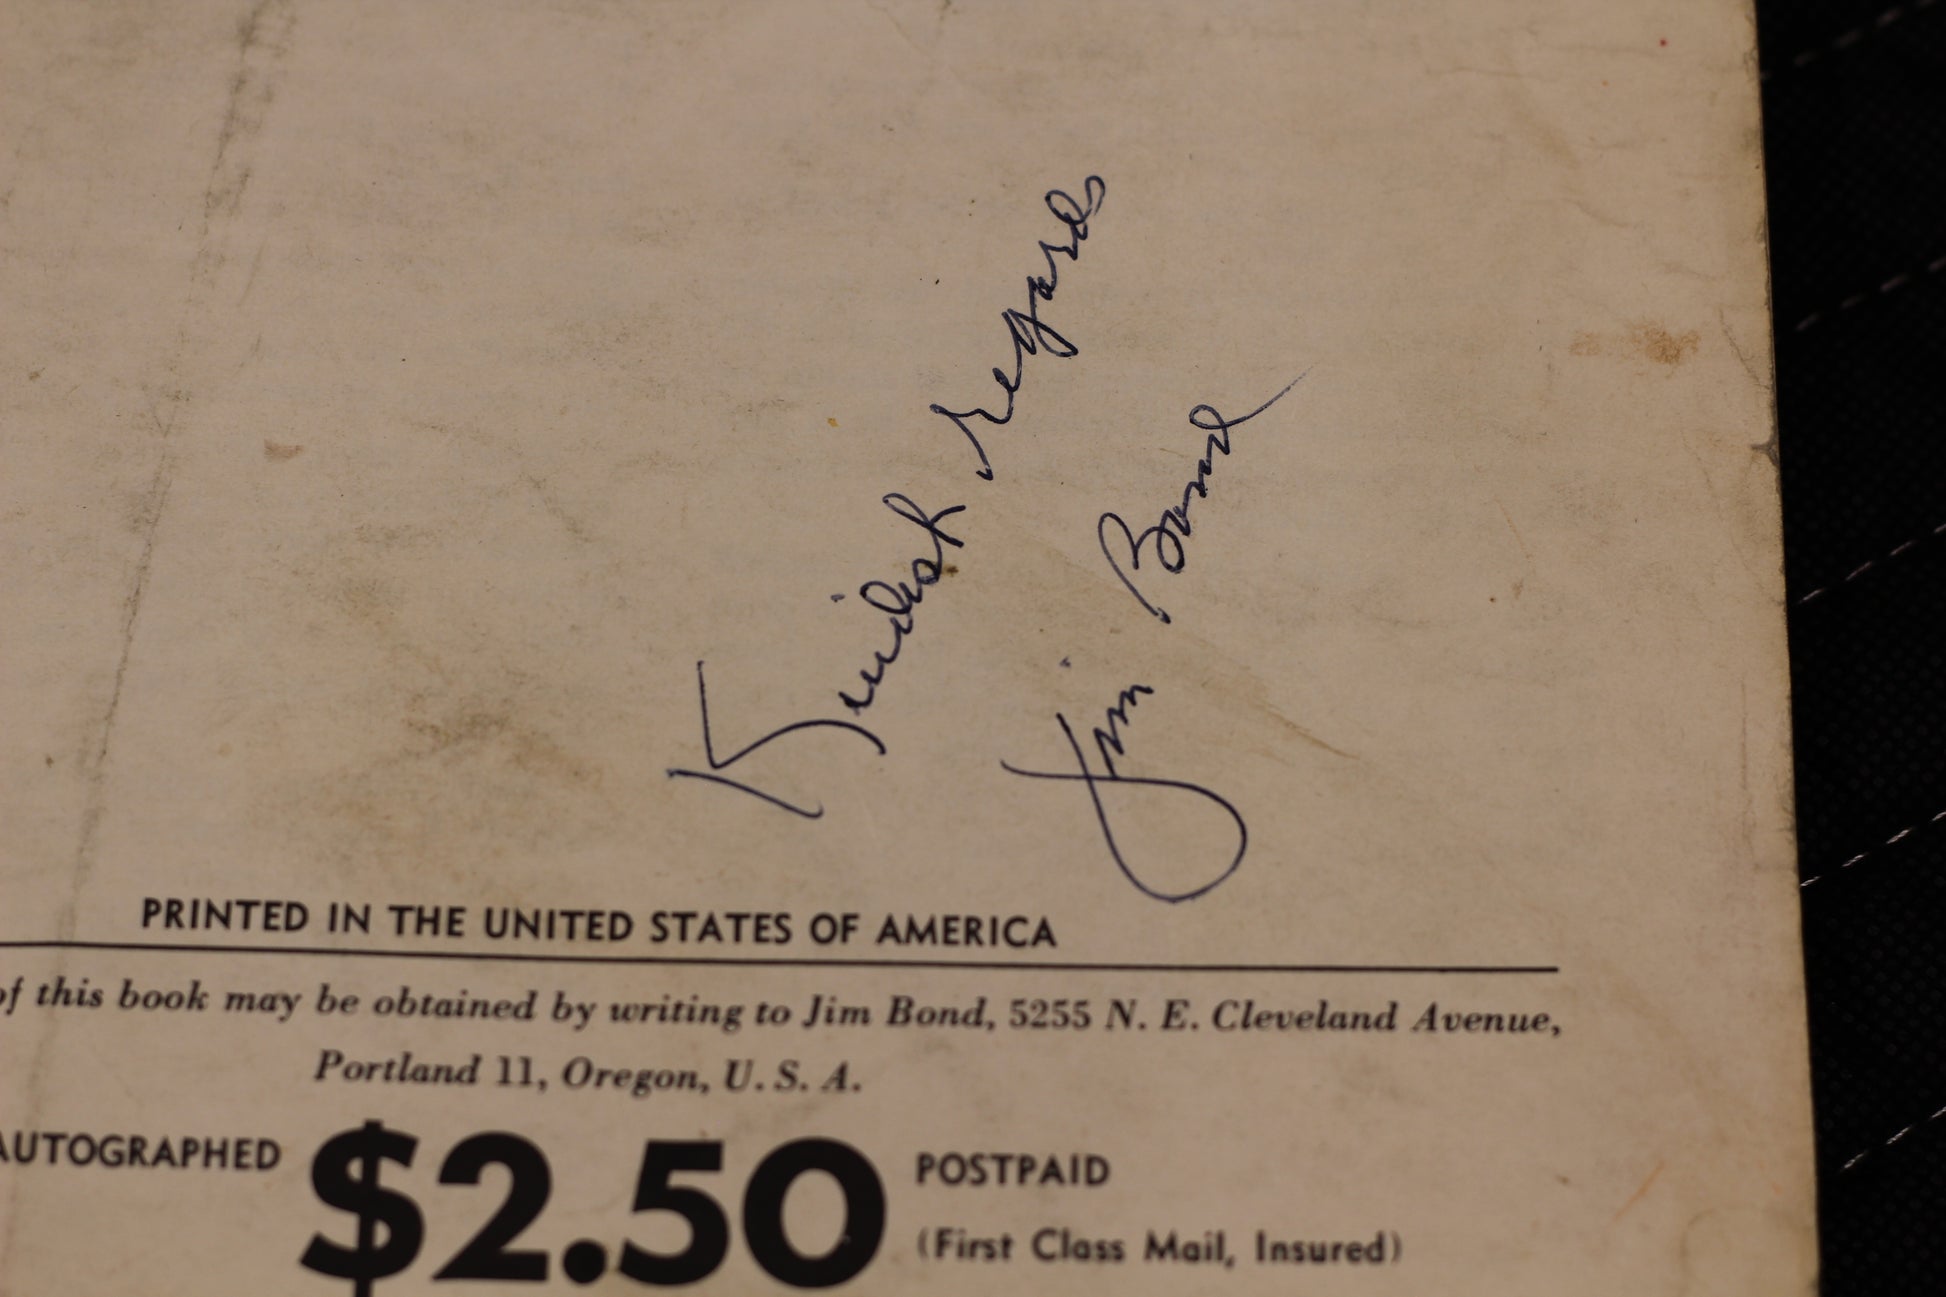 Kindest regards
Jim Bond
PRINTED IN THE UNITED STATES OF AMERICA
of this book may be obtained by writing to Jim Bond, 5255 N. E. Cleveland Avenue,
Portland 11, Oregon, U. S. A.
AUTOGRAPHED $2.50 POSTPAID
(First Class Mail, Insured)